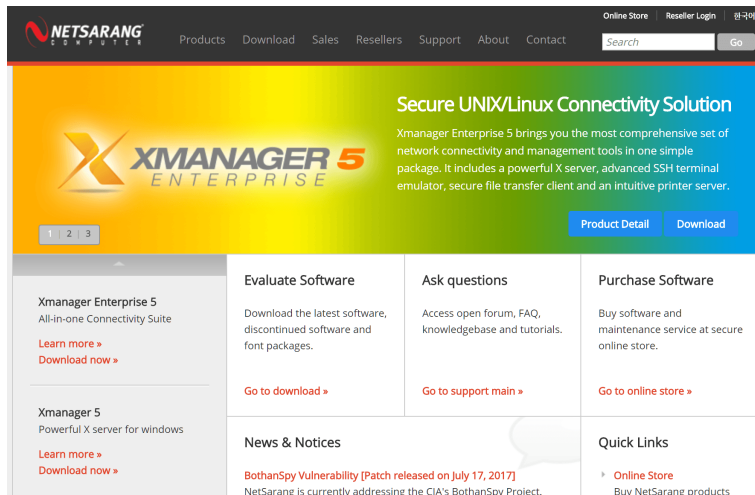 NETSARANG
COMPUTER
Products Download Sales Resellers Support About Contact
Online Store Reseller Login 한국어
Search Go
XMANAGER 5
ENTERPRISE
Secure UNIX/Linux Connectivity Solution
Xmanager Enterprise 5 brings you the most comprehensive set of
network connectivity and management tools in one simple
package. It includes a powerful X server, advanced SSH terminal
emulator, secure file transfer client and an intuitive printer server.
Product Detail Download
1 | 2 | 3
Xmanager Enterprise 5
All-in-one Connectivity Suite
Learn more »
Download now »
Xmanager 5
Powerful X server for windows
Learn more »
Download now »
Evaluate Software
Download the latest software,
discontinued software and
font packages.
Go to download »
Ask questions
Access open forum, FAQ,
knowledgebase and tutorials.
Go to support main »
Purchase Software
Buy software and
maintenance service at secure
online store.
Go to online store »
News & Notices
BothanSpy Vulnerability [Patch released on July 17, 2017]
NetSarang is currently addressing the CIA's BothanSpy Project.
Quick Links
Online Store
Buy NetSarang products